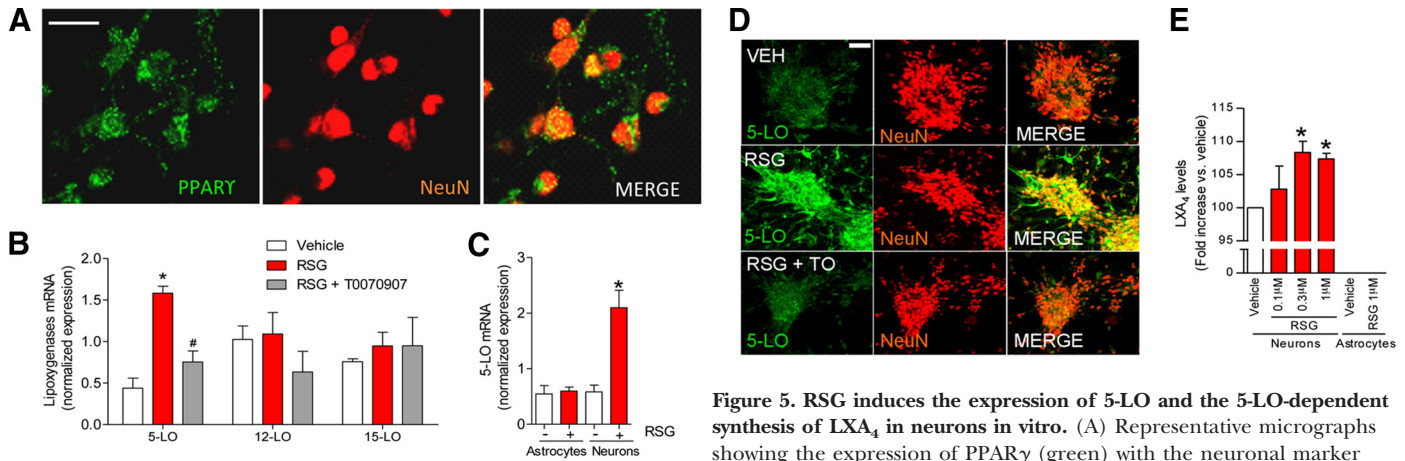 A
PPARγ
NeuN
MERGE
B
Lipoxygenases mRNA
(normalized expression)
2.0
1.5
1.0
0.5
0.0
5-LO
12-LO
15-LO
Vehicle
RSG
RSG + T0070907
*
#
C
5-LO mRNA
(normalized expression)
3
2
1
0
*
- + - + RSG
Astrocytes Neurons
D
VEH
5-LO
NeuN
MERGE
RSG
5-LO
NeuN
MERGE
RSG + TO
5-LO
NeuN
MERGE
E
LXA4 levels
(Fold increase vs. vehicle)
115
110
105
100
95
0
* *
Vehicle
0.1µM
0.3µM
1µM
Vehicle
RSG 1µM
RSG
Neurons Astrocytes
Figure 5. RSG induces the expression of 5-LO and the 5-LO-dependent
synthesis of LXA4 in neurons in vitro. (A) Representative micrographs
showing the expression of PPARγ (green) with the neuronal marker